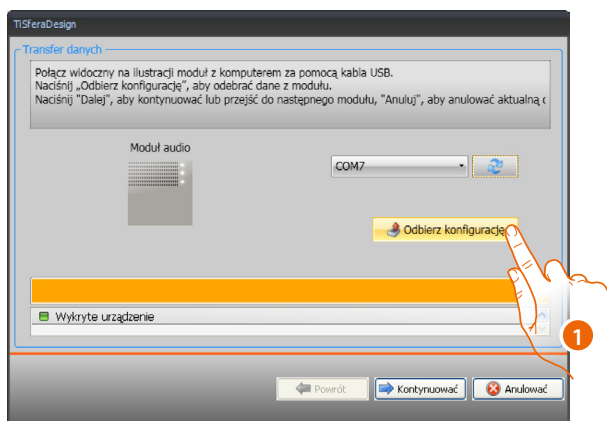 TiSferaDesign
Transfer danych
Połącz widoczny na ilustracji moduł z komputerem za pomocą kabla USB.
Naciśnij „Odbierz konfigurację”, aby odebrać dane z modułu.
Naciśnij "Dalej", aby kontynuować lub przejść do następnego modułu, "Anuluj", aby anulować aktualną
Moduł audio
COM7
Odbierz konfigurację
Wykryte urządzenie
1
Powrót
Kontynuować
Anulować